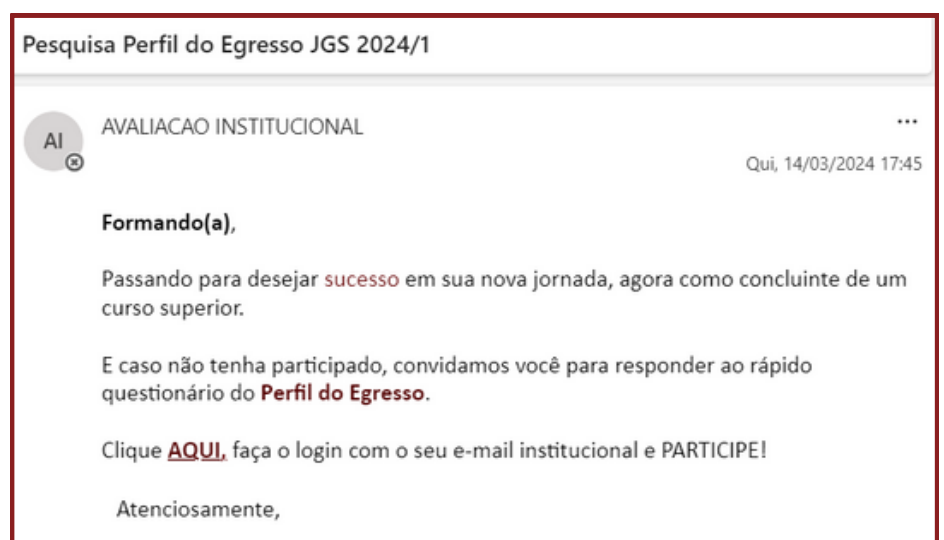 Pesquisa Perfil do Egresso JGS 2024/1
AI
AVALIACAO INSTITUCIONAL
...
Qui, 14/03/2024 17:45
Formando(a),
Passando para desejar sucesso em sua nova jornada, agora como concluinte de um
curso superior.
E caso não tenha participado, convidamos você para responder ao rápido
questionário do Perfil do Egresso.
Clique AQUI, faça o login com o seu e-mail institucional e PARTICIPE!
Atenciosamente,